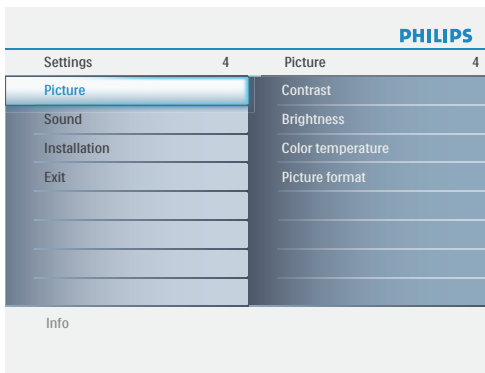 PHILIPS
Settings 4 Picture 4
Picture Contrast
Sound Brightness
Installation Color temperature
Exit Picture format
Info